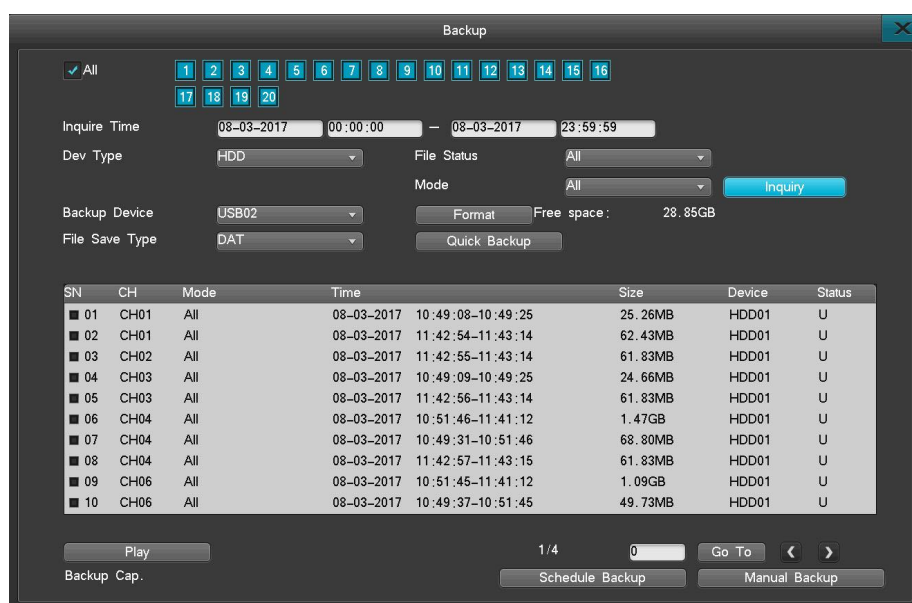 Backup
All 1 2 3 4 5 6 7 8 9 10 11 12 13 14 15 16
17 18 19 20
Inquire Time 08-03-2017 00:00:00 – 08-03-2017 23:59:59
Dev Type HDD File Status All
Mode All Inquiry
Backup Device USB02 Format Free space: 28.85GB
File Save Type DAT Quick Backup
SN CH Mode Time Size Device Status
01 CH01 All 08-03-2017 10:49:08-10:49:25 25.26MB HDD01 U
02 CH01 All 08-03-2017 11:42:54-11:43:14 62.43MB HDD01 U
03 CH02 All 08-03-2017 11:42:55-11:43:14 61.83MB HDD01 U
04 CH03 All 08-03-2017 10:49:09-10:49:25 24.66MB HDD01 U
05 CH03 All 08-03-2017 11:42:56-11:43:14 61.83MB HDD01 U
06 CH04 All 08-03-2017 10:51:46-11:41:12 1.47GB HDD01 U
07 CH04 All 08-03-2017 10:49:31-10:51:46 68.80MB HDD01 U
08 CH04 All 08-03-2017 11:42:57-11:43:15 61.83MB HDD01 U
09 CH06 All 08-03-2017 10:51:45-11:41:12 1.09GB HDD01 U
10 CH06 All 08-03-2017 10:49:37-10:51:45 49.73MB HDD01 U
Play 1/4 0 Go To
Backup Cap. Schedule Backup Manual Backup